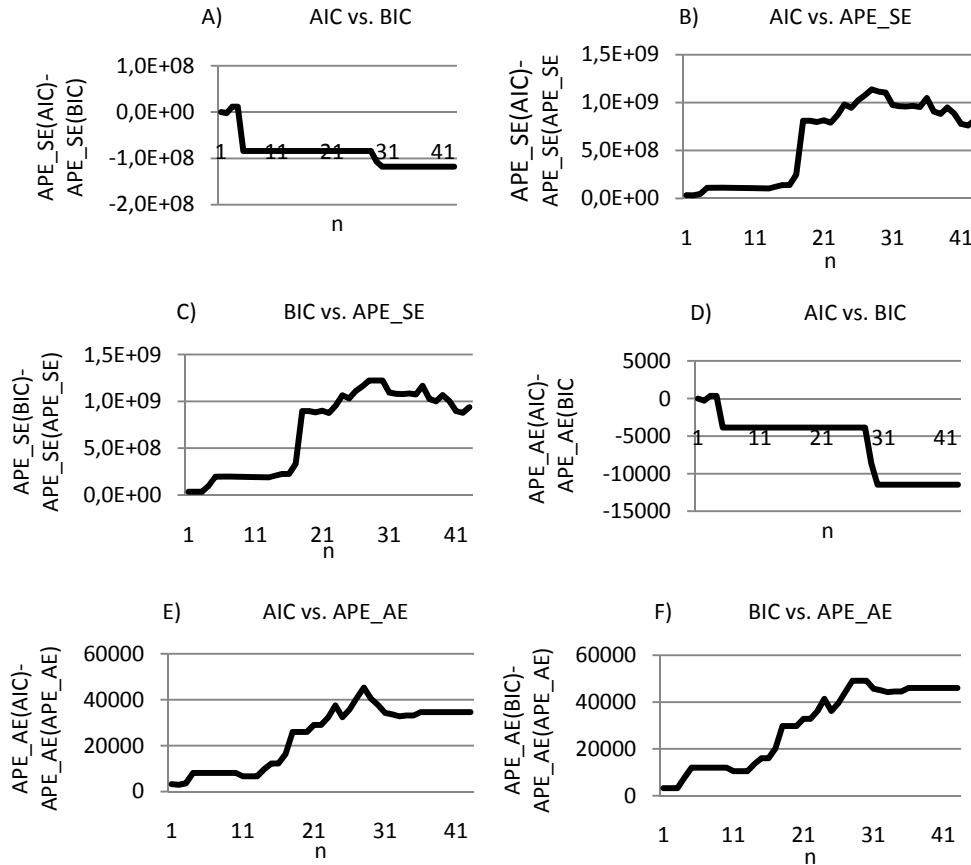 A) AIC vs. BIC
APE_SE(AIC)-
APE_SE(BIC)
1,0E+08
0,0E+00
-1,0E+08
-2,0E+08
1 11 21 31 41
n
B) AIC vs. APE_SE
APE_SE(AIC)-
APE_SE(APE_SE
1,5E+09
1,0E+09
5,0E+08
0,0E+00
1 11 21 31 41
n
C) BIC vs. APE_SE
APE_SE(BIC)-
APE_SE(APE_SE)
1,5E+09
1,0E+09
5,0E+08
0,0E+00
1 11 21 31 41
n
D) AIC vs. BIC
APE_AE(AIC)-
APE_AE(BIC
5000
0
-5000
-10000
-15000
1 11 21 31 41
n
E) AIC vs. APE_AE
APE_AE(AIC)-
APE_AE(APE_AE)
60000
40000
20000
0
1 11 21 31 41
n
F) BIC vs. APE_AE
APE_AE(BIC)-
APE_AE(APE_AE)
60000
40000
20000
0
1 11 21 31 41
n